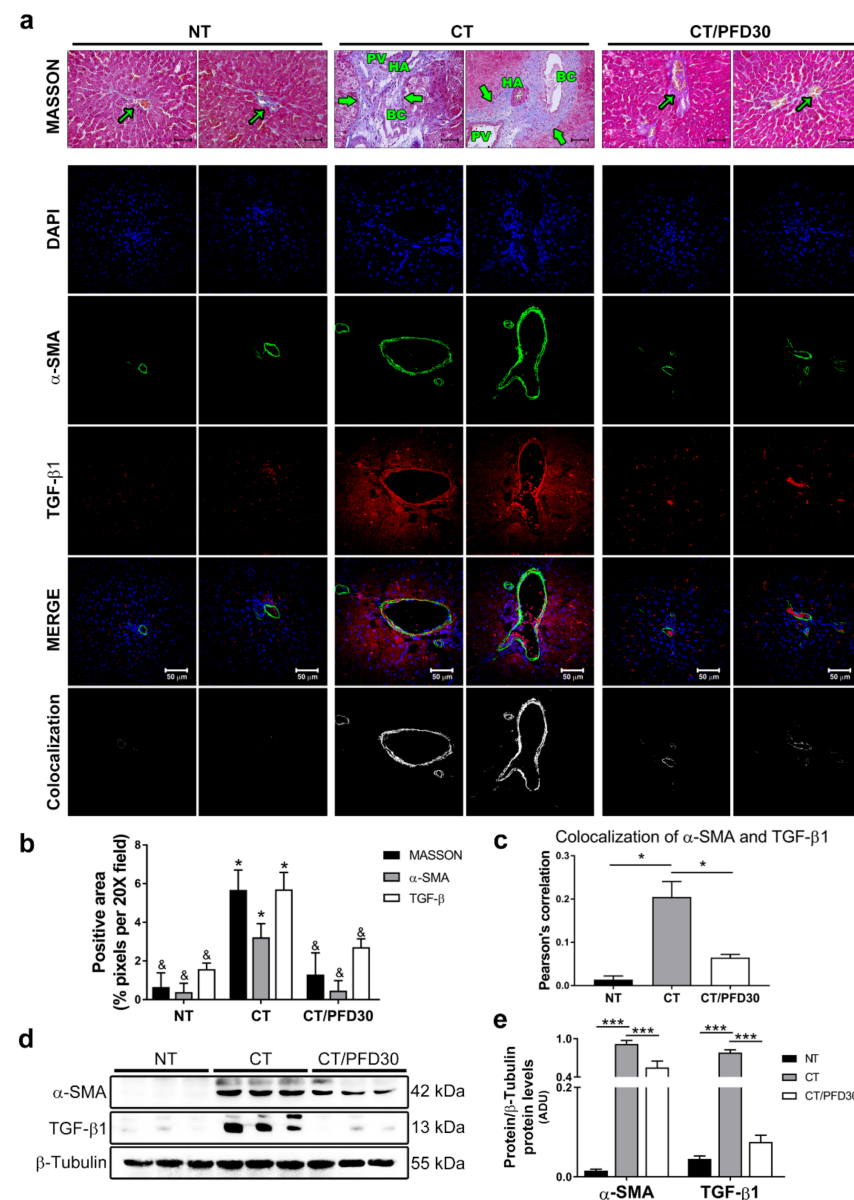 a
NT CT CT/PFD30
MASSON
PV
HA
BC
HA
BC
PV
DAPI
α-SMA
TGF-β1
MERGE
50 μm 50 μm 50 μm 50 μm 50 μm 50 μm
Colocalization
b
Positive area
(% pixels per 20X field)
8
6
4
2
0
& & &
* * *
& & &
NT CT CT/PFD30
MASSON
α-SMA
TGF-β
c
Colocalization of α-SMA and TGF-β1
Pearson's correlation
0.3
0.2
0.1
0.0
* *
NT CT CT/PFD30
d
NT CT CT/PFD30
α-SMA 42 kDa
TGF-β1 13 kDa
β-Tubulin 55 kDa
e
Protein/β-Tubulin
protein levels
(ADU)
1.0
0.4
0.2
0.0
*** *** *** ***
α-SMA TGF-β1
NT
CT
CT/PFD30